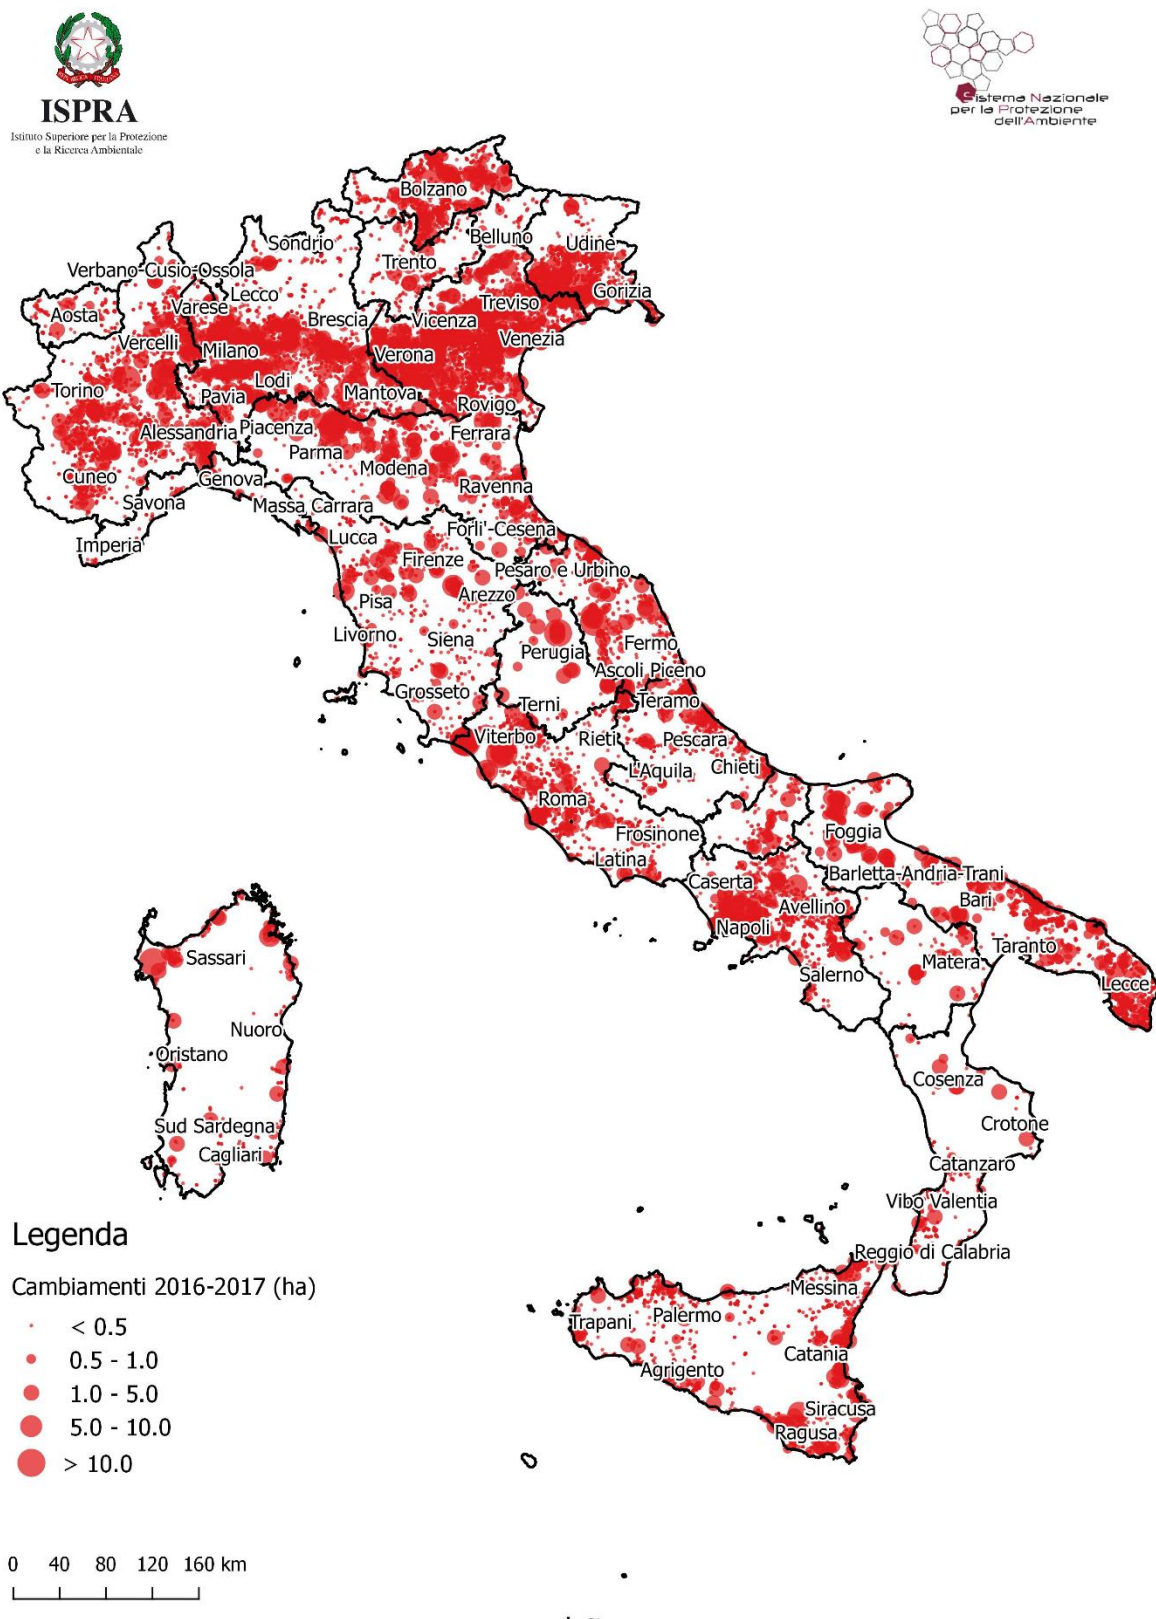 ISPRA
Istituto Superiore per la Protezione
e la Ricerca Ambientale
Sistema Nazionale
per la Protezione
dell'Ambiente
Bolzano
Sondrio
Belluno
Udine
Trento
Verbano-Cusio-Ossola
Lecco
Gorizia
Aosta
Varese
Treviso
Brescia
Vicenza
Vercelli
Milano
Verona
Venezia
Torino
Lodi
Pavia
Mantova
Rovigo
Alessandria
Piacenza
Ferrara
Parma
Modena
Cuneo
Genova
Ravenna
Savona
Massa Carrara
Forli'-Cesena
Imperia
Lucca
Firenze
Pesaro e Urbino
Arezzo
Pisa
Livorno
Siena
Fermo
Perugia
Ascoli Piceno
Grosseto
Terni
Teramo
Viterbo
Rieti
Pescara
L'Aquila
Chieti
Roma
Frosinone
Foggia
Latina
Caserta
Barletta-Andria-Trani
Avellino
Bari
Napoli
Taranto
Sassari
Matera
Salerno
Lecce
Nuoro
Oristano
Cosenza
Sud Sardegna
Crotone
Cagliari
Catanzaro
Vibo Valentia
Reggio di Calabria
Messina
Trapani
Palermo
Catania
Agrigento
Siracusa
Ragusa
Legenda
Cambiamenti 2016-2017 (ha)
< 0.5
0.5 - 1.0
1.0 - 5.0
5.0 - 10.0
> 10.0
0 40 80 120 160 km